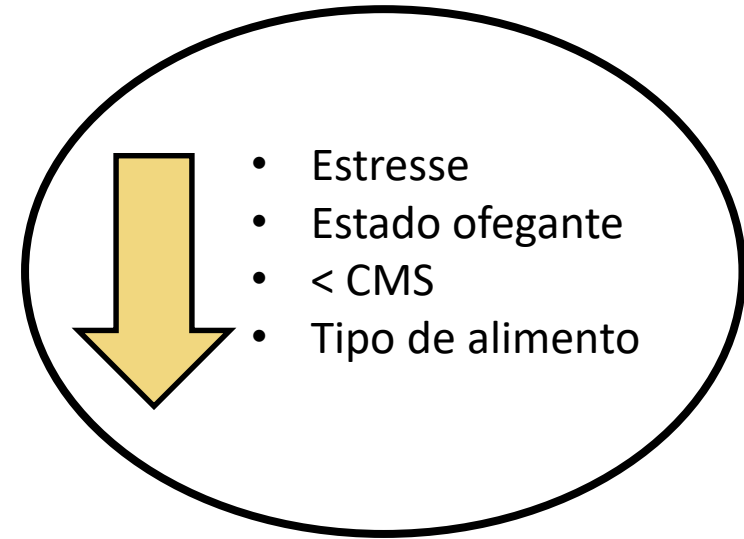 • Estresse
• Estado ofegante
• < CMS
• Tipo de alimento